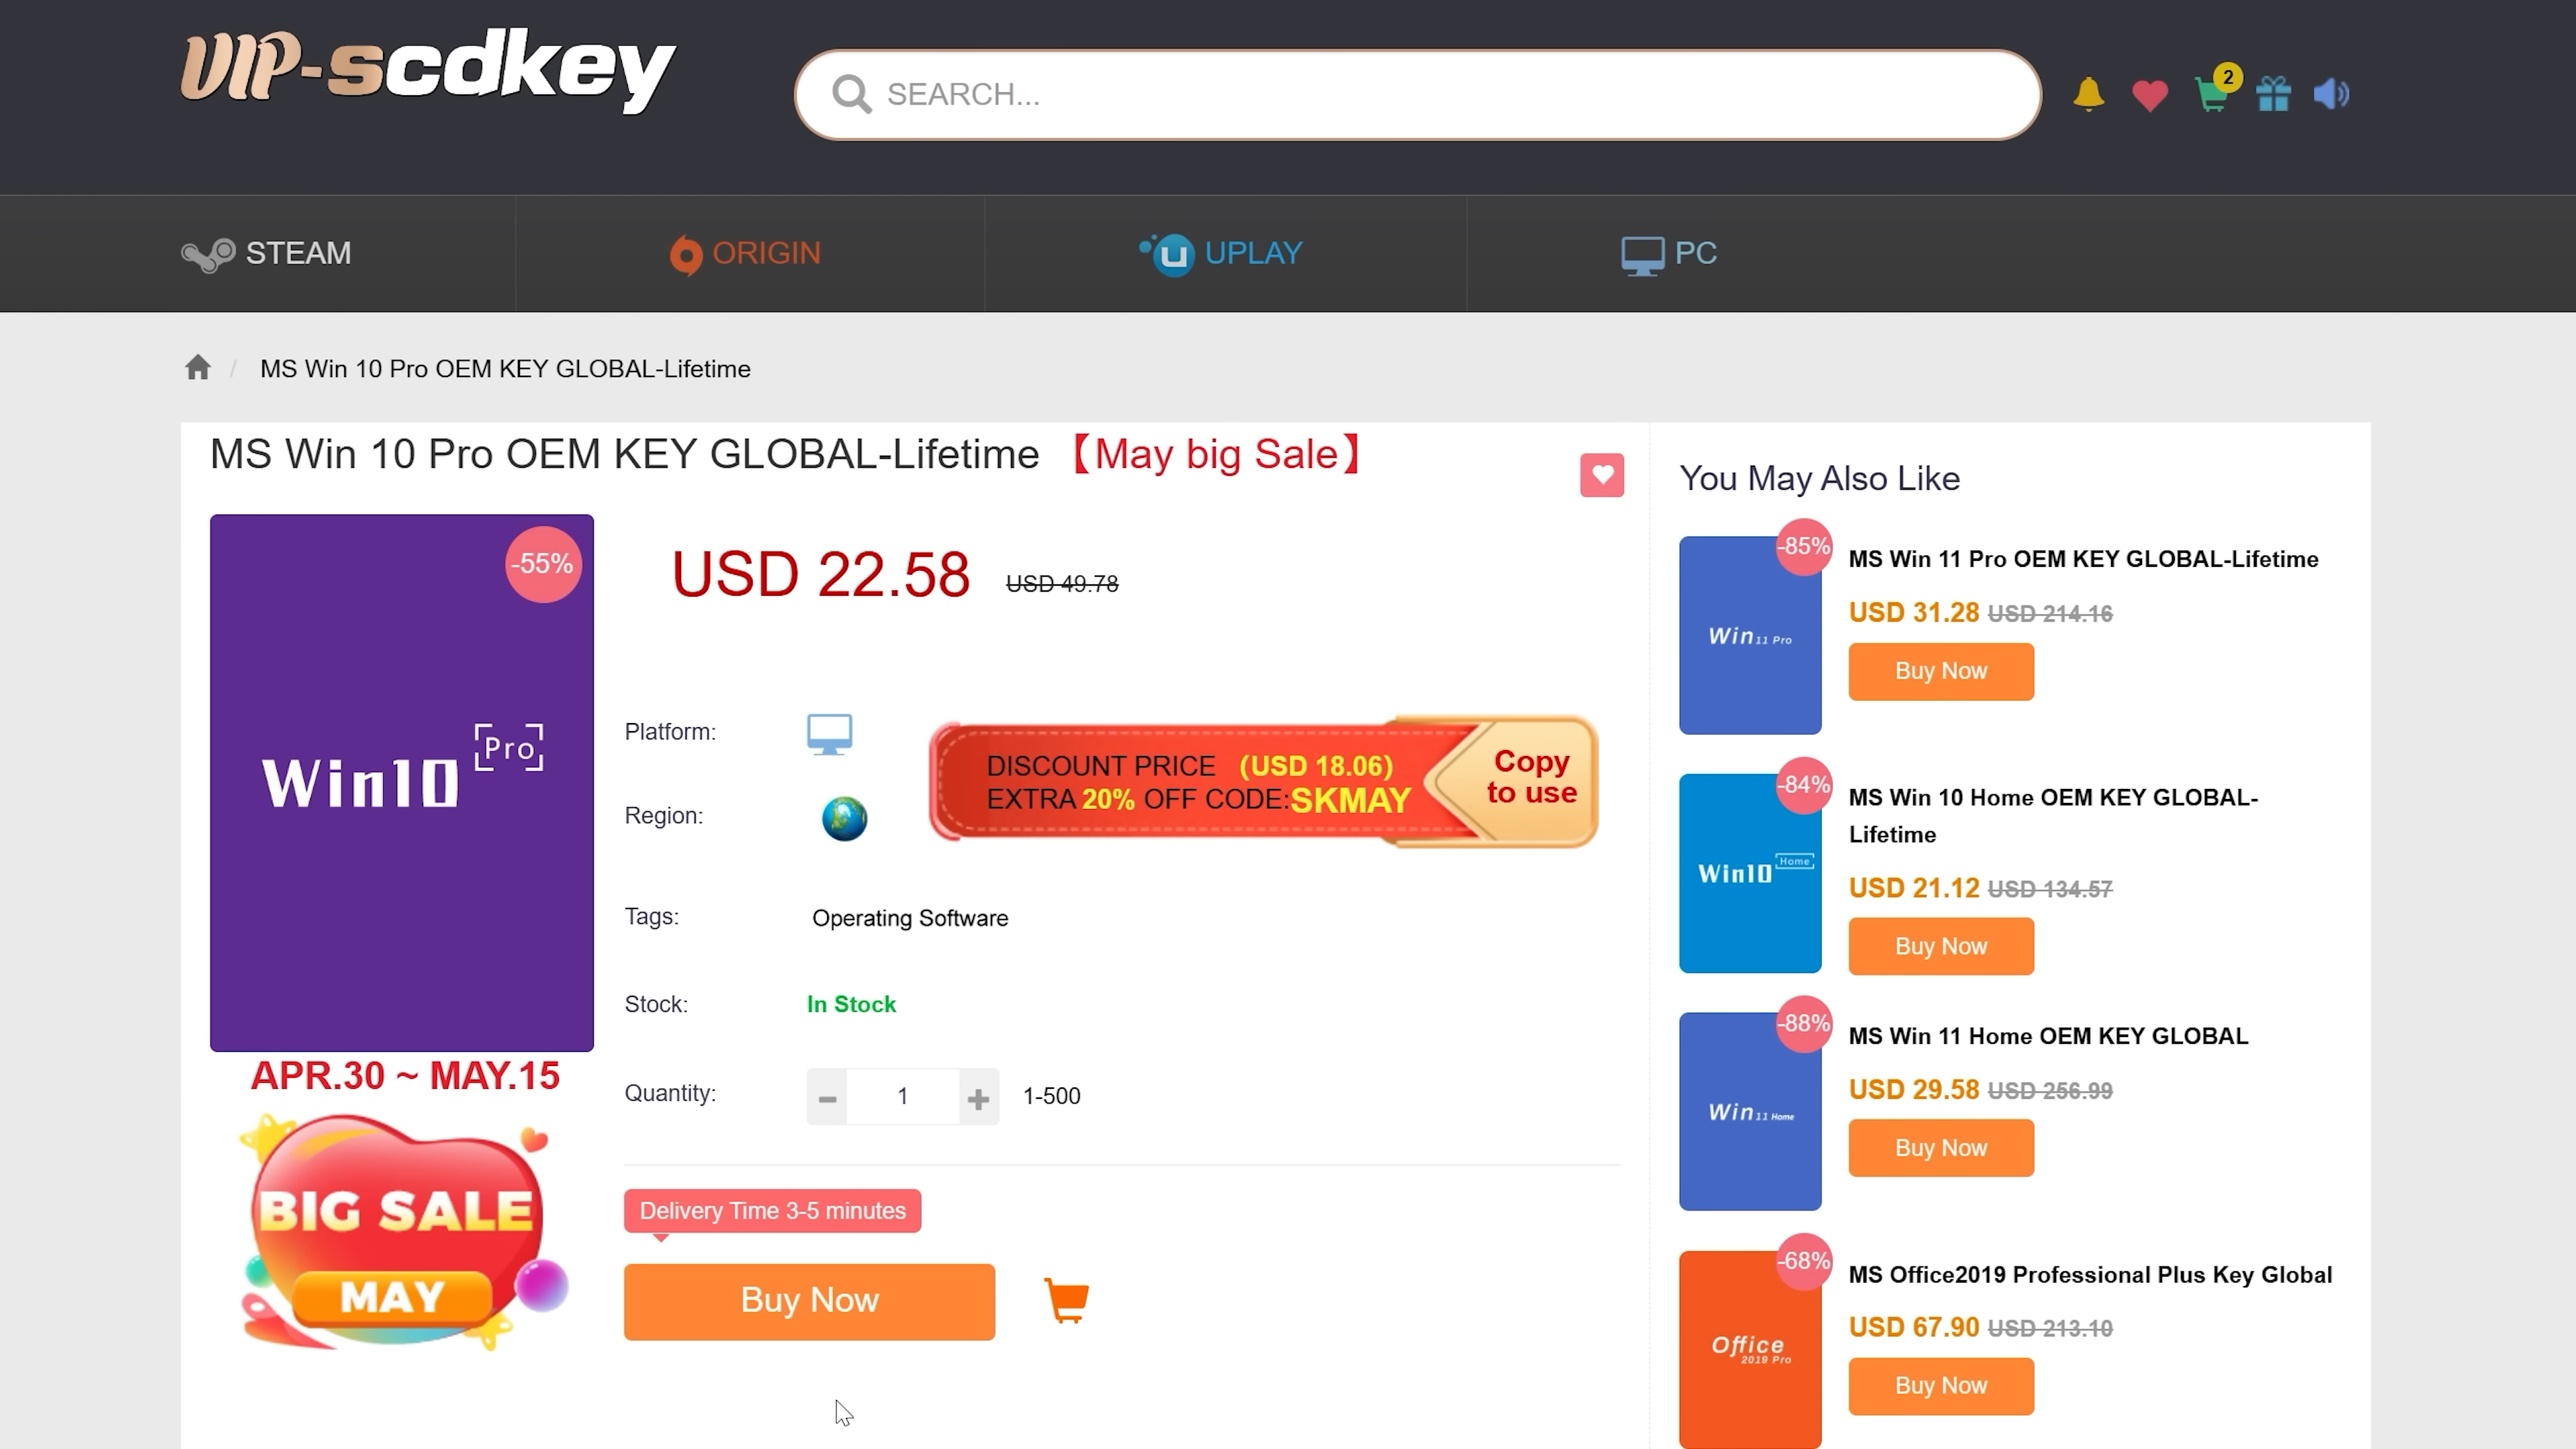 VIP-scdkey
SEARCH...
2
STEAM
ORIGIN
UPLAY
PC
/ MS Win 10 Pro OEM KEY GLOBAL-Lifetime
MS Win 10 Pro OEM KEY GLOBAL-Lifetime 【May big Sale】
-55%
Win10 Pro
APR.30 ~ MAY.15
BIG SALE
MAY
USD 22.58 USD 49.78
Platform:
DISCOUNT PRICE (USD 18.06)
EXTRA 20% OFF CODE:SKMAY
Copy
to use
Region:
Tags: Operating Software
Stock: In Stock
Quantity: 1 1-500
Delivery Time 3-5 minutes
Buy Now
You May Also Like
-85%
Win 11 Pro
MS Win 11 Pro OEM KEY GLOBAL-Lifetime
USD 31.28 USD 214.16
Buy Now
-84%
Win10 Home
MS Win 10 Home OEM KEY GLOBAL-
Lifetime
USD 21.12 USD 134.57
Buy Now
-88%
Win 11 Home
MS Win 11 Home OEM KEY GLOBAL
USD 29.58 USD 256.99
Buy Now
-68%
Office
2019 Pro
MS Office2019 Professional Plus Key Global
USD 67.90 USD 213.10
Buy Now